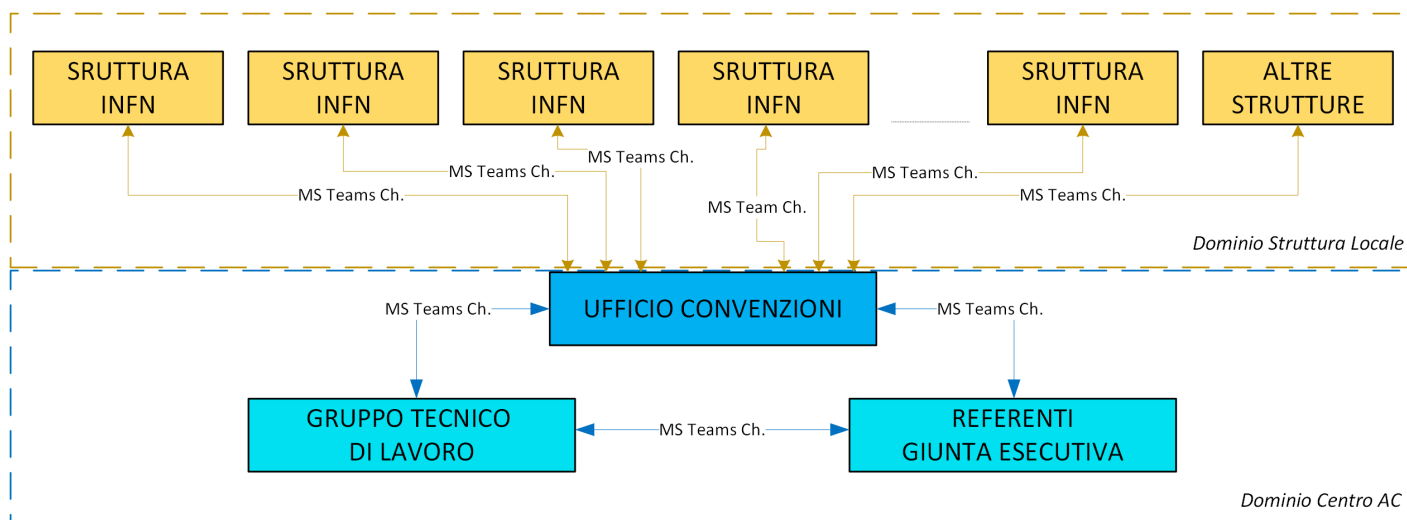 SRUTTURA
INFN
SRUTTURA
INFN
SRUTTURA
INFN
SRUTTURA
INFN
SRUTTURA
INFN
ALTRE
STRUTTURE
MS Teams Ch.
MS Teams Ch.
MS Teams Ch.
MS Teams Ch.
MS Teams Ch.
MS Team Ch.
Dominio Struttura Locale
UFFICIO CONVENZIONI
MS Teams Ch.
MS Teams Ch.
GRUPPO TECNICO
DI LAVORO
MS Teams Ch.
REFERENTI
GIUNTA ESECUTIVA
Dominio Centro AC